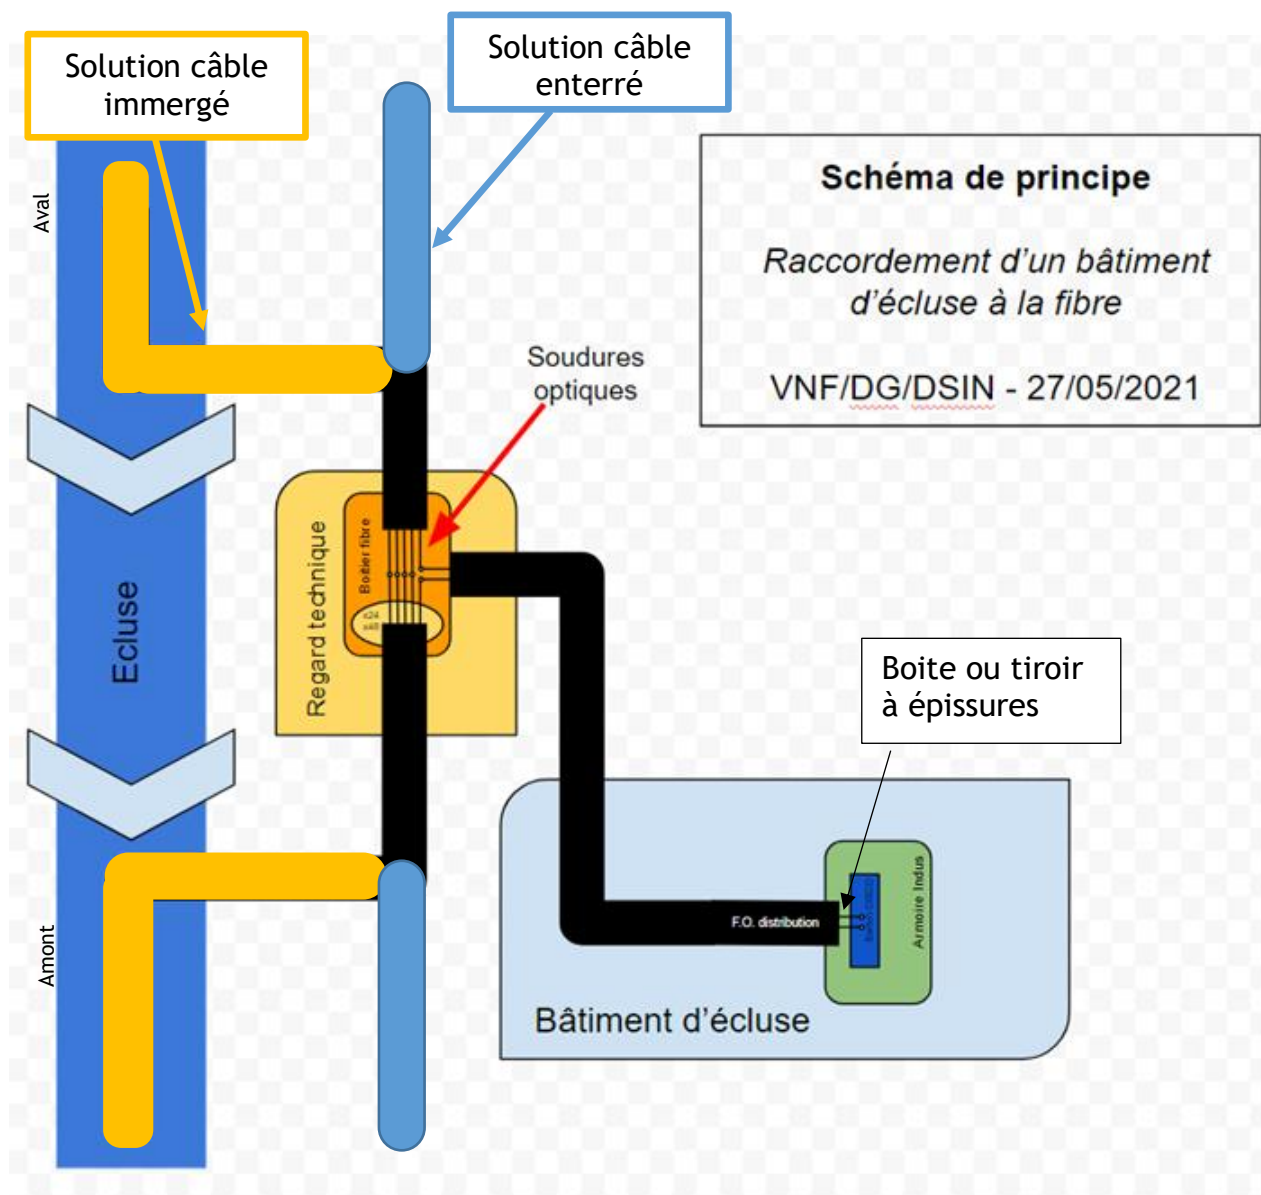 Solution câble
immergé
Solution câble
enterré
Schéma de principe
Raccordement d'un bâtiment
d'écluse à la fibre
VNF/DG/DSIN - 27/05/2021
Aval
Soudures
optiques
Regard technique
Boitier fibre
x24
x48
Ecluse
Boite ou tiroir
à épissures
F.O. distribution
Armoire Indus
Bâtiment d'écluse
Amont